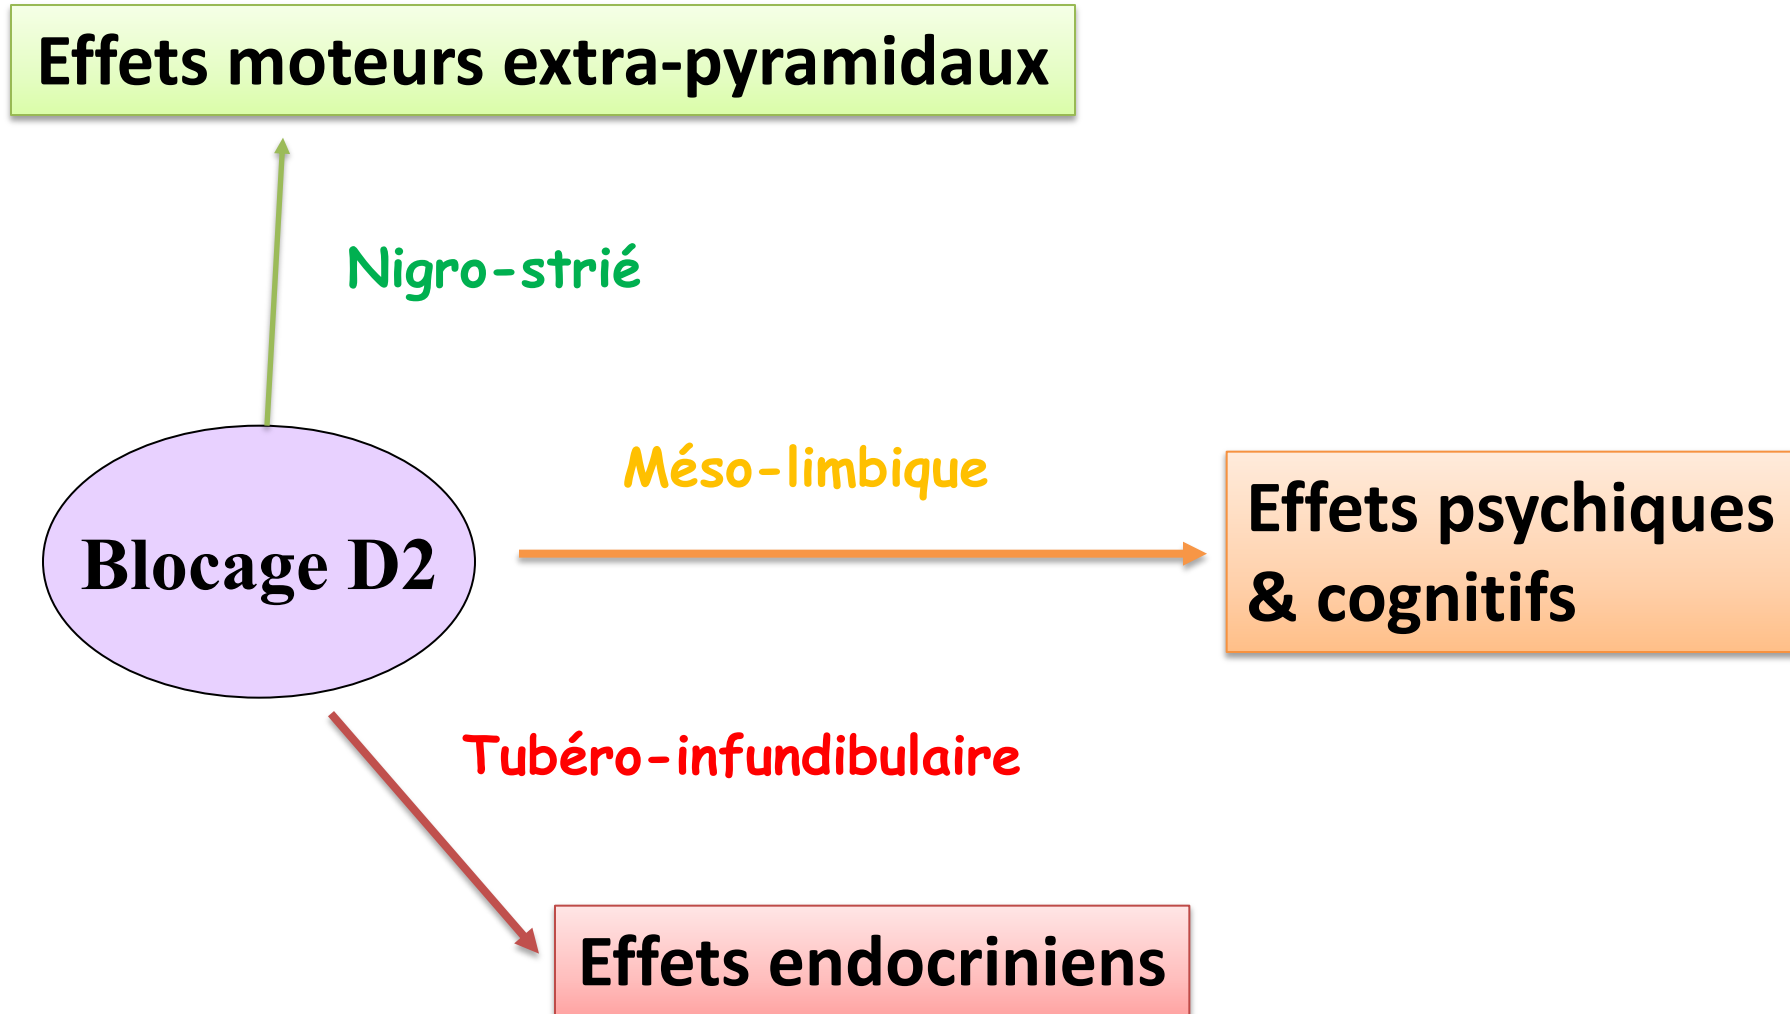 Effets moteurs extra-pyramidaux
Nigro-strié
Méso-limbique
Blocage D2
Effets psychiques
& cognitifs
Tubéro-infundibulaire
Effets endocriniens